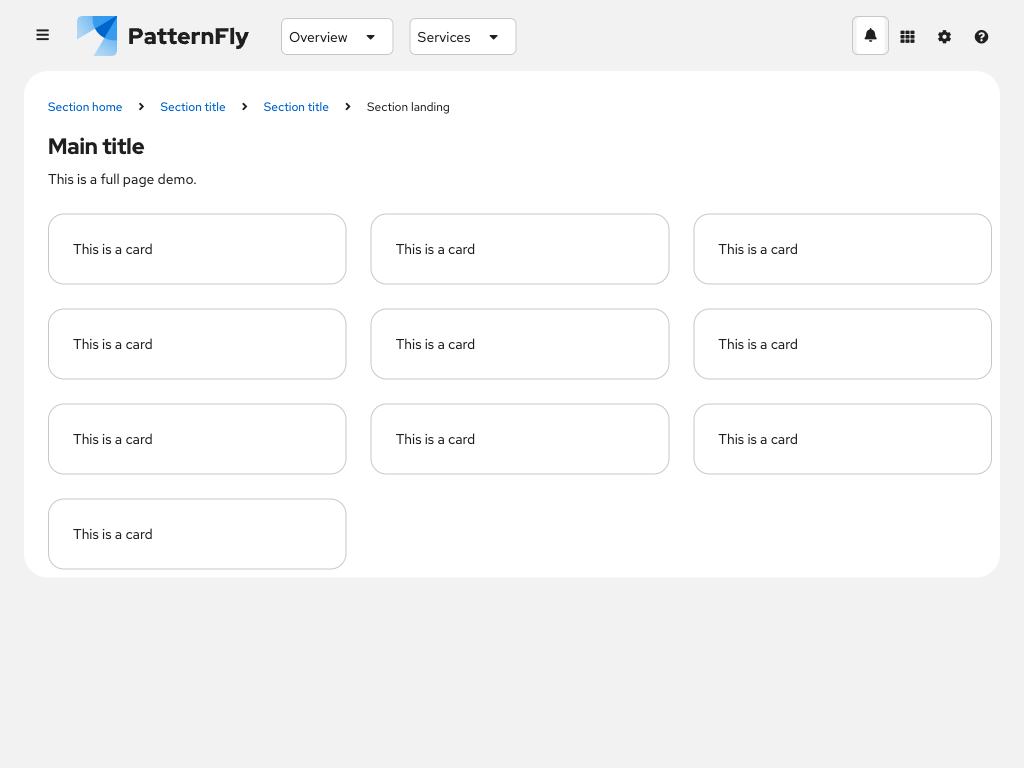 PatternFly Overview Services
Section home Section title Section title Section landing
Main title
This is a full page demo.
This is a card This is a card This is a card
This is a card This is a card This is a card
This is a card This is a card This is a card
This is a card